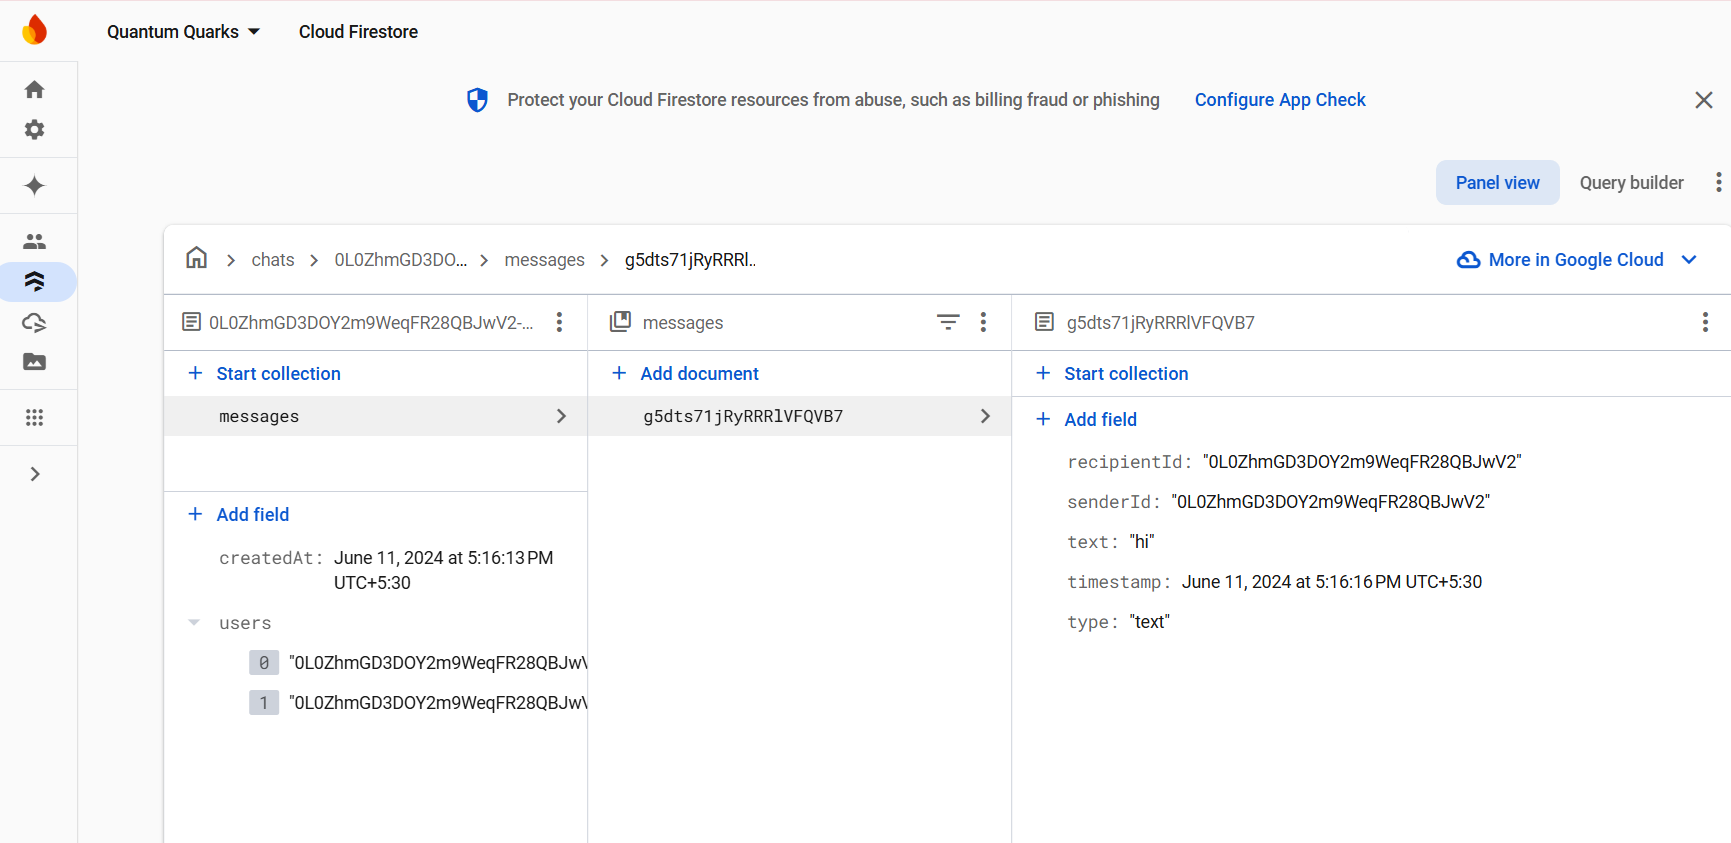 Quantum Quarks
Cloud Firestore
Protect your Cloud Firestore resources from abuse, such as billing fraud or phishing
Configure App Check
Panel view
Query builder
chats
0L0ZhmGD3DO...
messages
g5dts71jRyRRRl..
More in Google Cloud
0L0ZhmGD3DOY2m9WeqFR28QBJwV2-...
Start collection
messages
Add field
createdAt: June 11, 2024 at 5:16:13 PM
UTC+5:30
users
0 "0L0ZhmGD3DOY2m9WeqFR28QBJwV
1 "0L0ZhmGD3DOY2m9WeqFR28QBJwV
messages
Add document
g5dts71jRyRRRlVFQVB7
g5dts71jRyRRRlVFQVB7
Start collection
Add field
recipientId: "0L0ZhmGD3DOY2m9WeqFR28QBJwV2"
senderId: "0L0ZhmGD3DOY2m9WeqFR28QBJwV2"
text: "hi"
timestamp: June 11, 2024 at 5:16:16 PM UTC+5:30
type: "text"